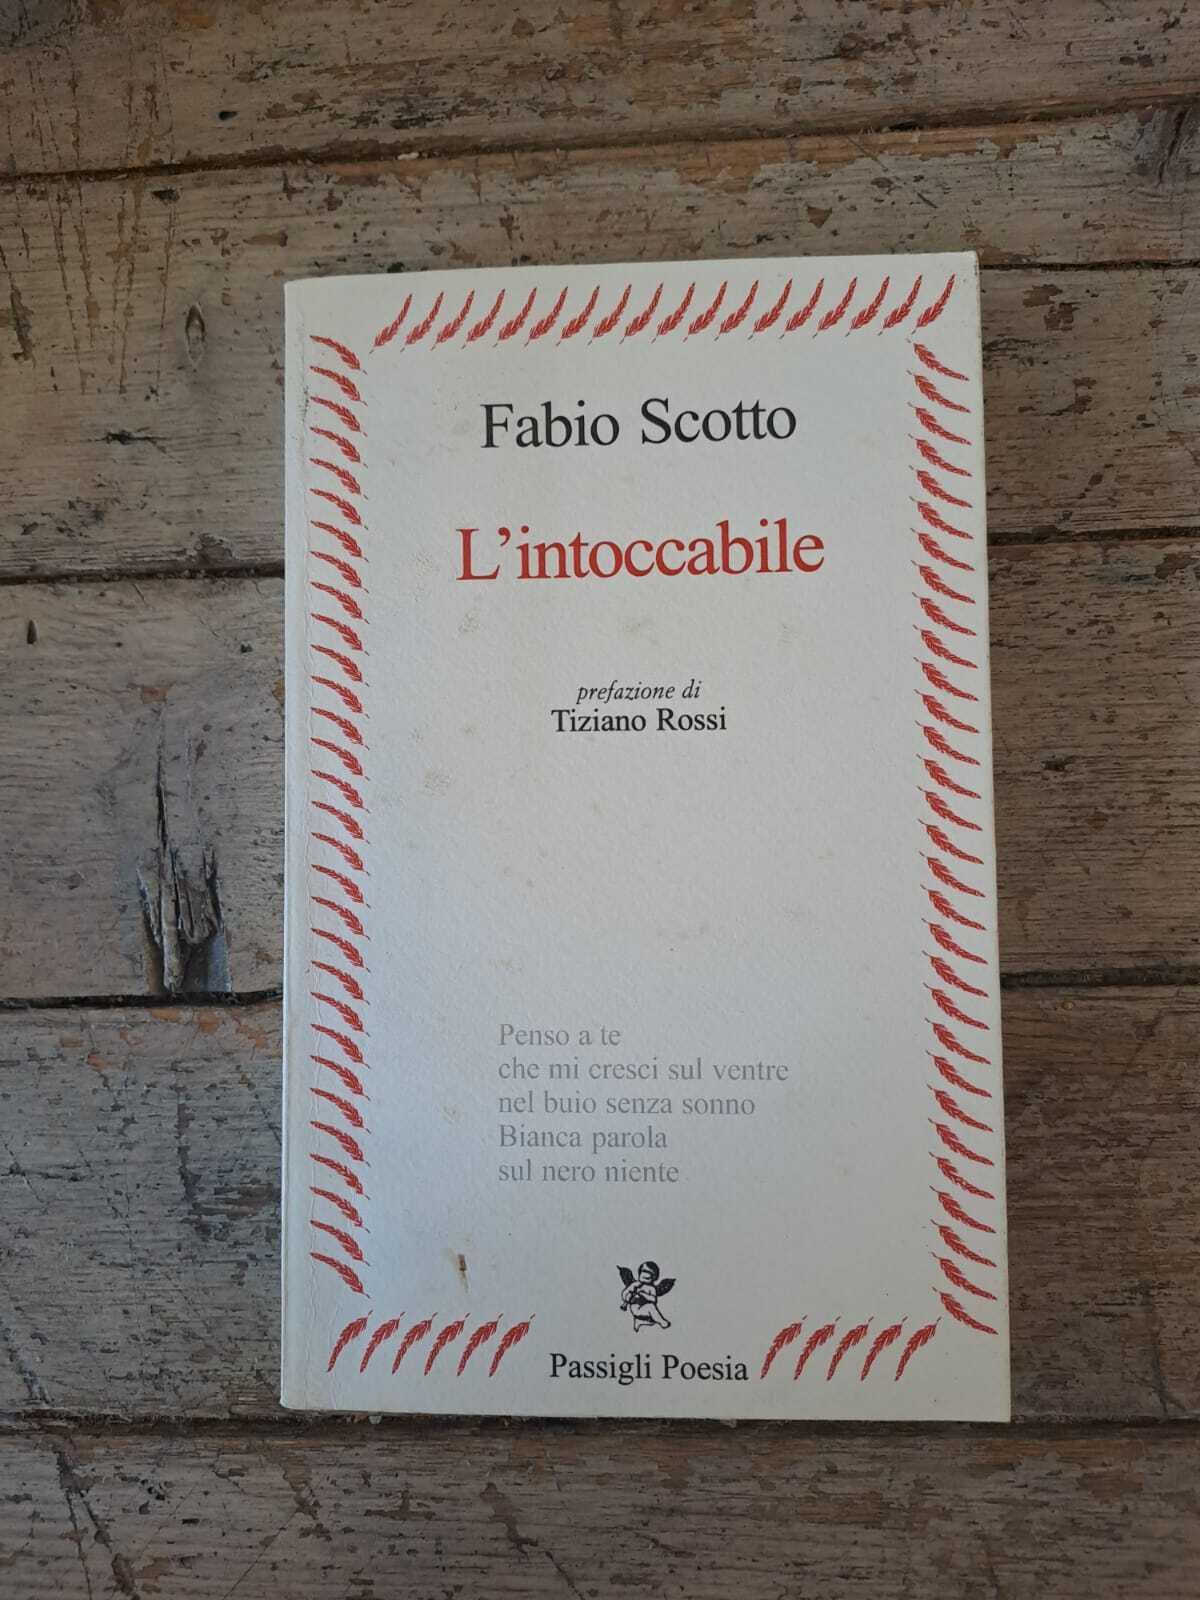 Fabio Scotto
L'intoccabile
prefazione di
Tiziano Rossi
Penso a te
che mi cresci sul ventre
nel buio senza sonno
Bianca parola
sul nero niente
Passigli Poesia